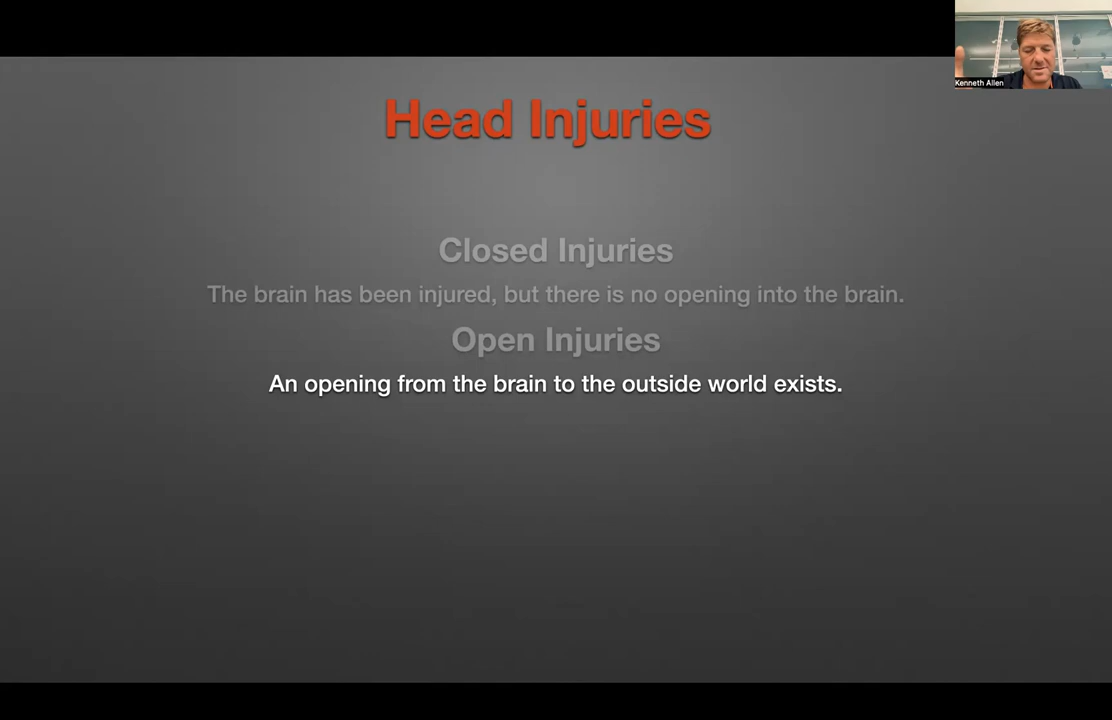 Kenneth Allen
Head Injuries
Closed Injuries
The brain has been injured, but there is no opening into the brain.
Open Injuries
An opening from the brain to the outside world exists.